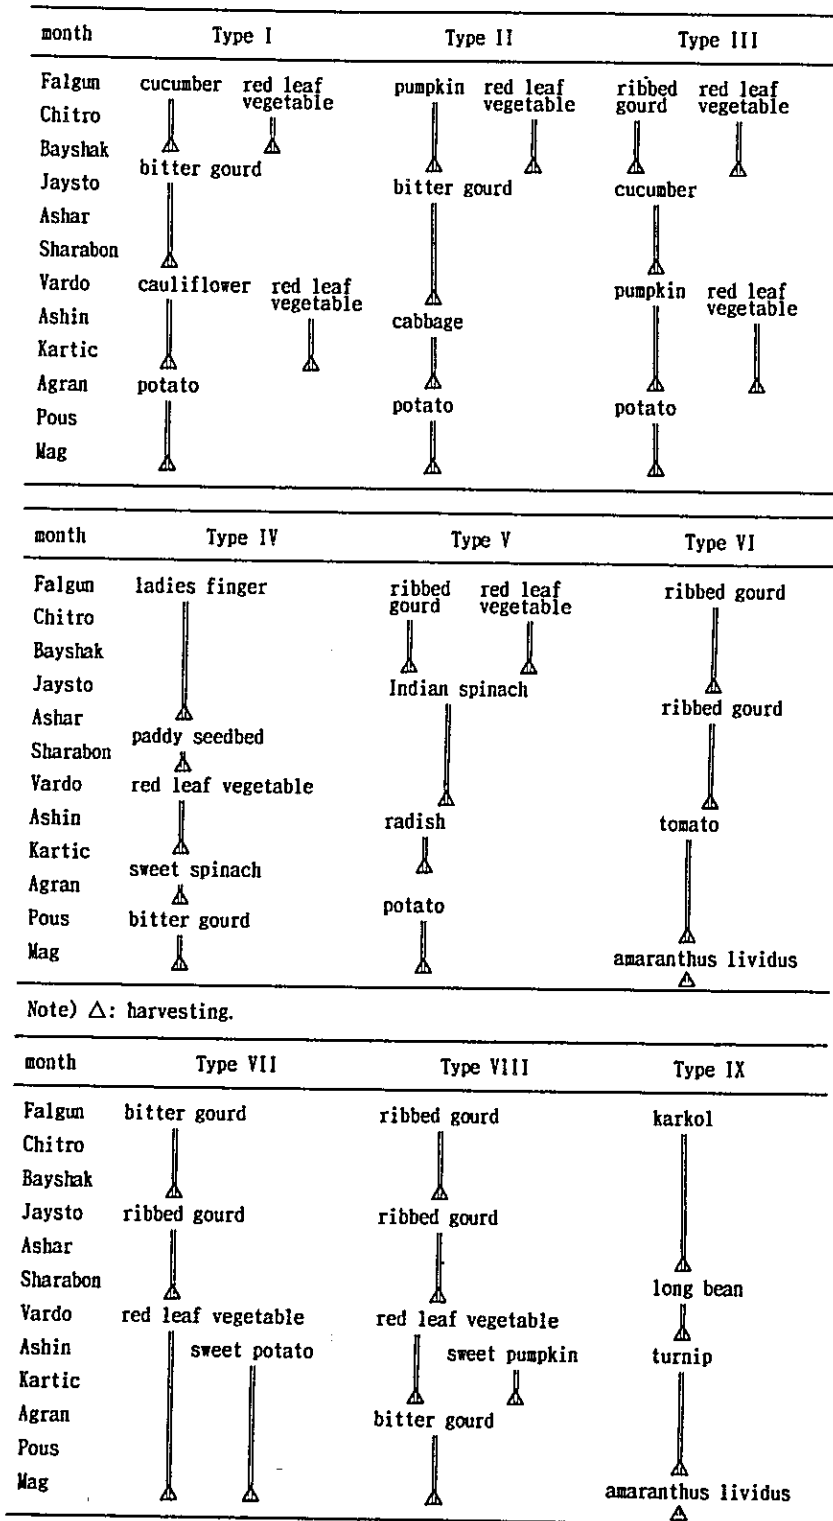 month Type I Type II Type III
Falgun cucumber red leaf vegetable pumpkin red leaf vegetable ribbed gourd red leaf vegetable
Chitro
Bayshak
bitter gourd
Jaysto bitter gourd cucumber
Ashar
Sharabon
Vardo cauliflower red leaf vegetable pumpkin red leaf vegetable
Ashin cabbage
Kartic
Agran potato
potato potato
Pous
Mag
month Type IV Type V Type VI
Falgun ladies finger ribbed gourd red leaf vegetable ribbed gourd
Chitro
Bayshak
Jaysto Indian spinach
Ashar ribbed gourd
paddy seedbed
Sharabon
Vardo red leaf vegetable
Ashin radish tomato
Kartic
sweet spinach
Agran
Pous bitter gourd potato
Mag amaranthus lividus
Note) △: harvesting.
month Type VII Type VIII Type IX
Falgun bitter gourd ribbed gourd karkol
Chitro
Bayshak
Jaysto ribbed gourd ribbed gourd
Ashar
Sharabon long bean
Vardo red leaf vegetable red leaf vegetable
Ashin sweet potato sweet pumpkin turnip
Kartic
Agran bitter gourd
Pous
Mag amaranthus lividus